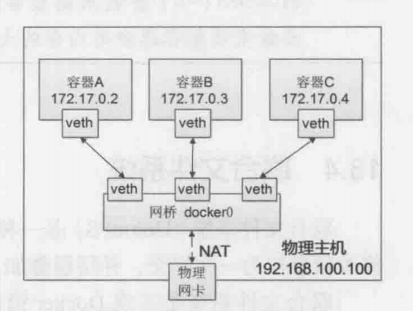 容器A
172.17.0.2
容器B
172.17.0.3
容器C
172.17.0.4
veth
veth
veth
veth
veth
veth
网桥 docker0
NAT
物理主机
192.168.100.100
物理
网卡